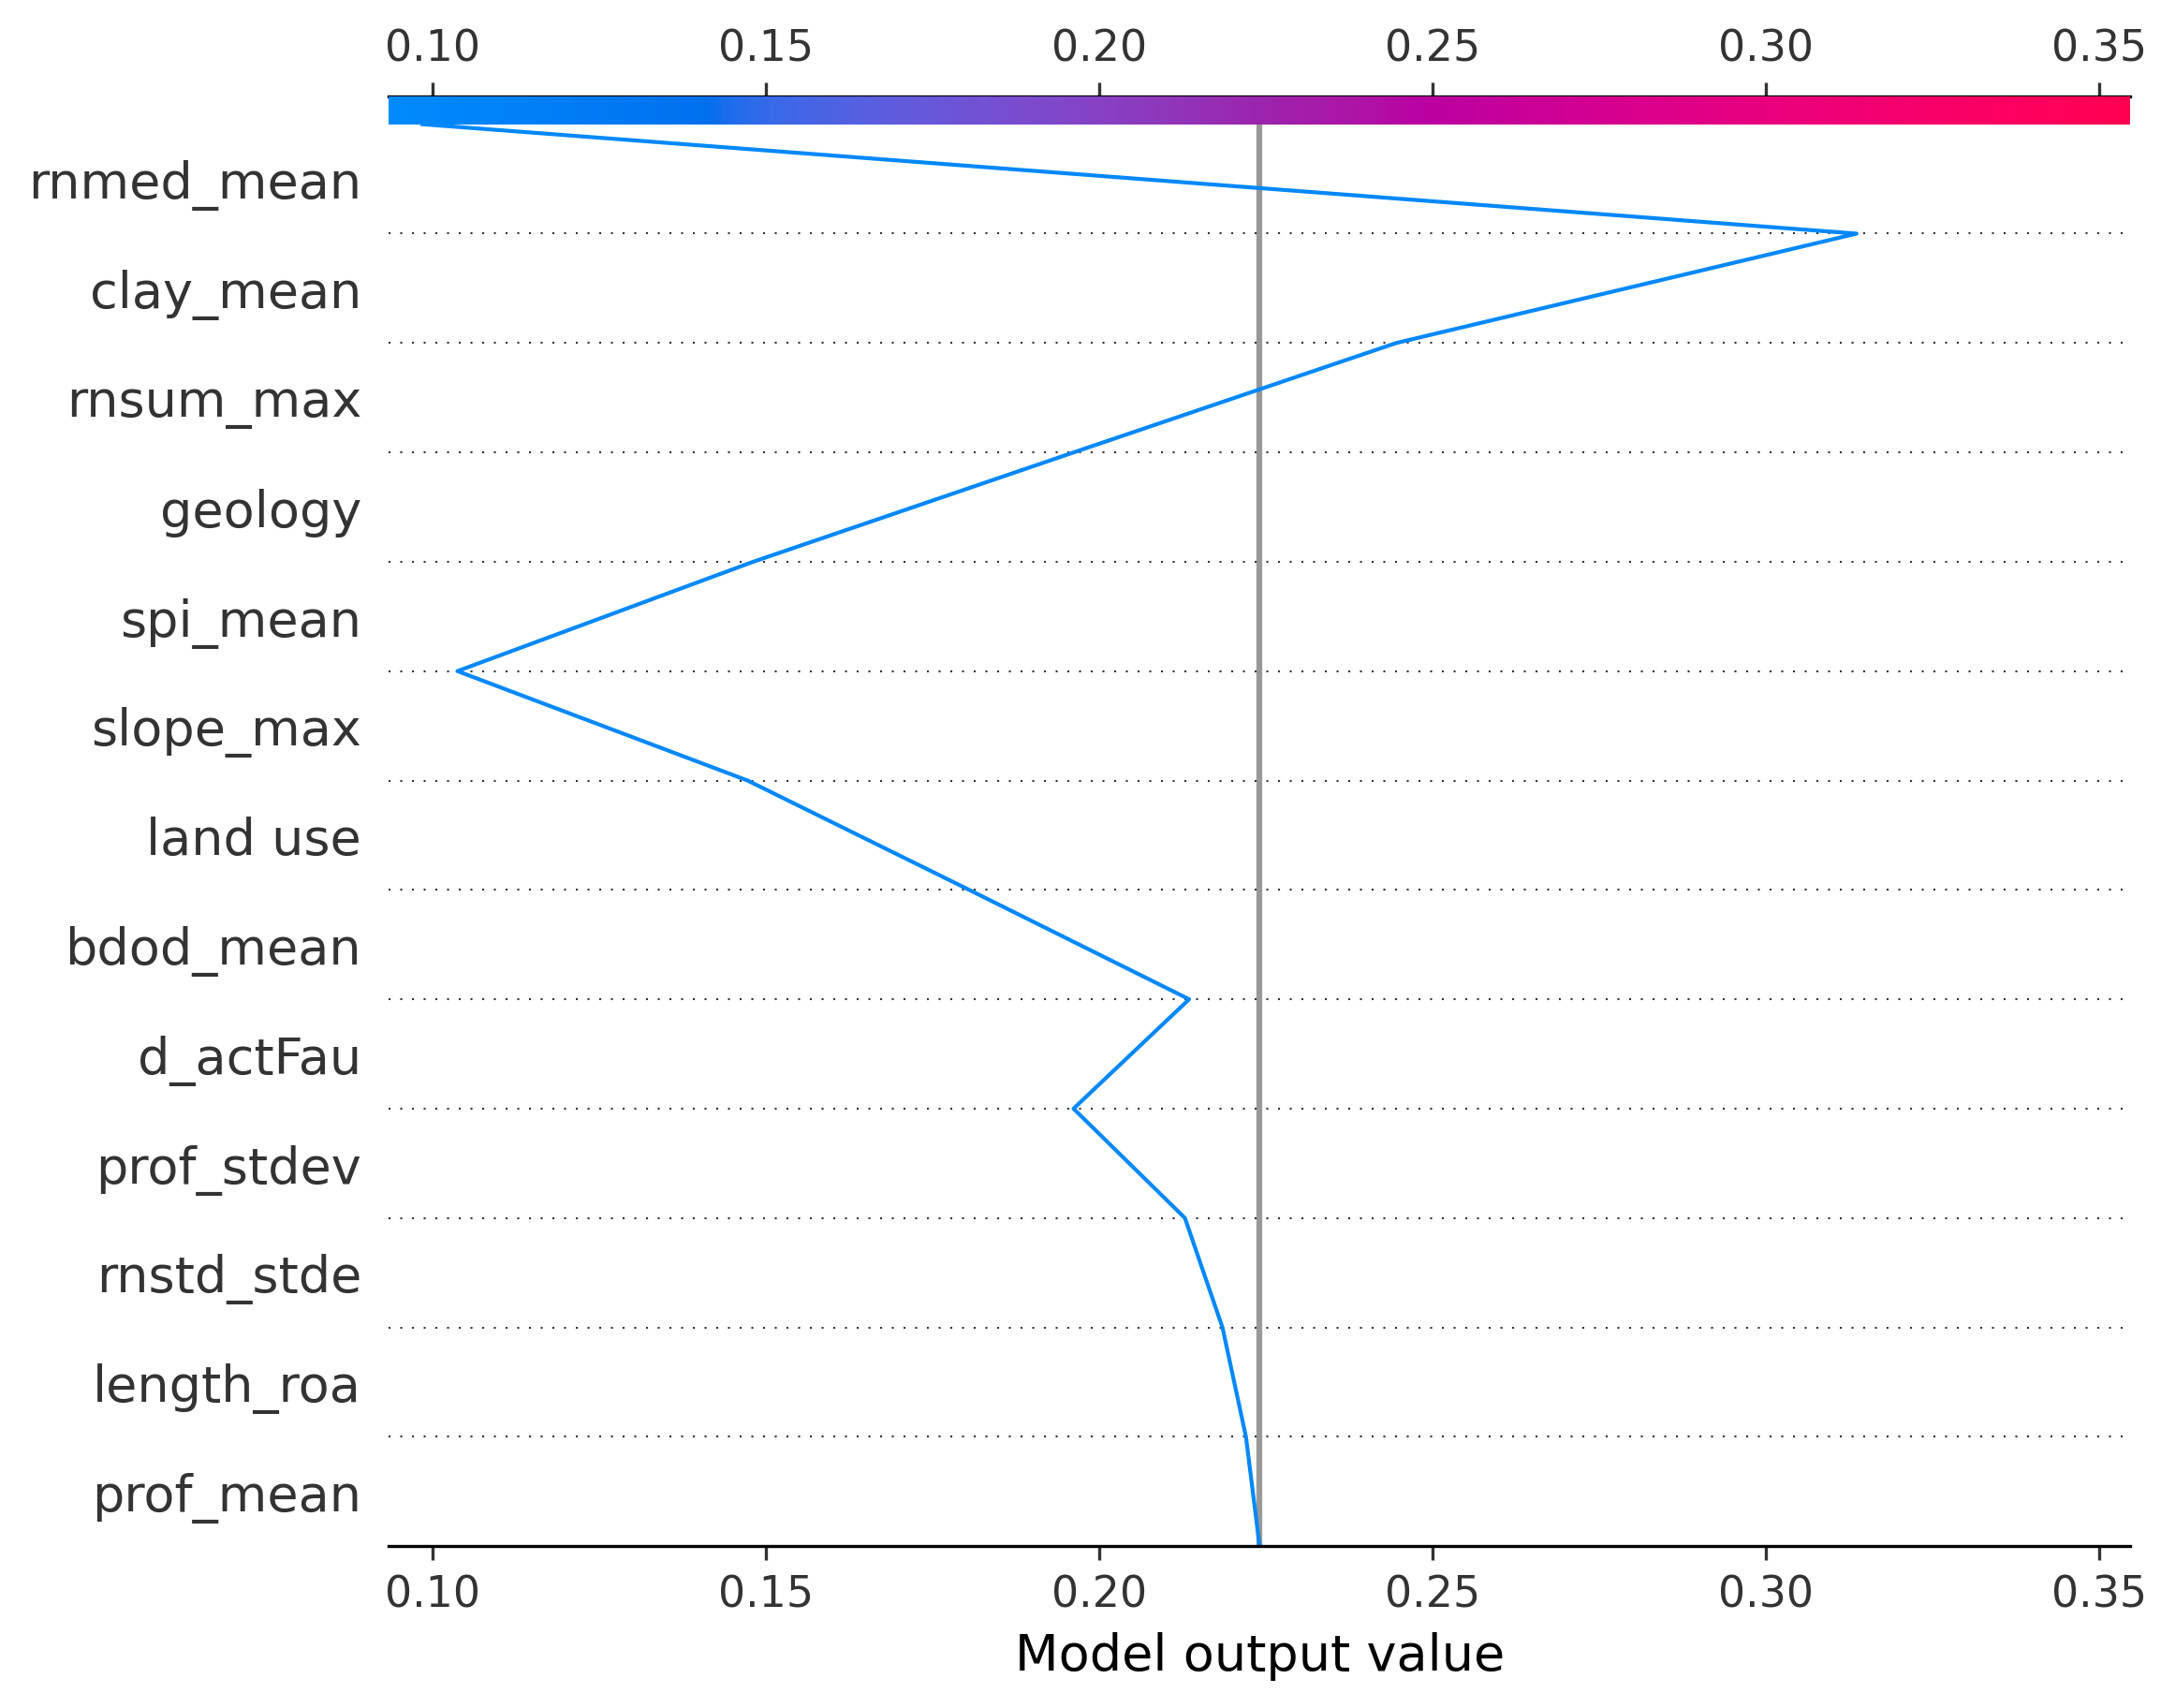 0.10 0.15 0.20 0.25 0.30 0.35
rnmed_mean
clay_mean
rnsum_max
geology
spi_mean
slope_max
land use
bdod_mean
d_actFau
prof_stdev
rnstd_stde
length_roa
prof_mean
0.10 0.15 0.20 0.25 0.30 0.35
Model output value